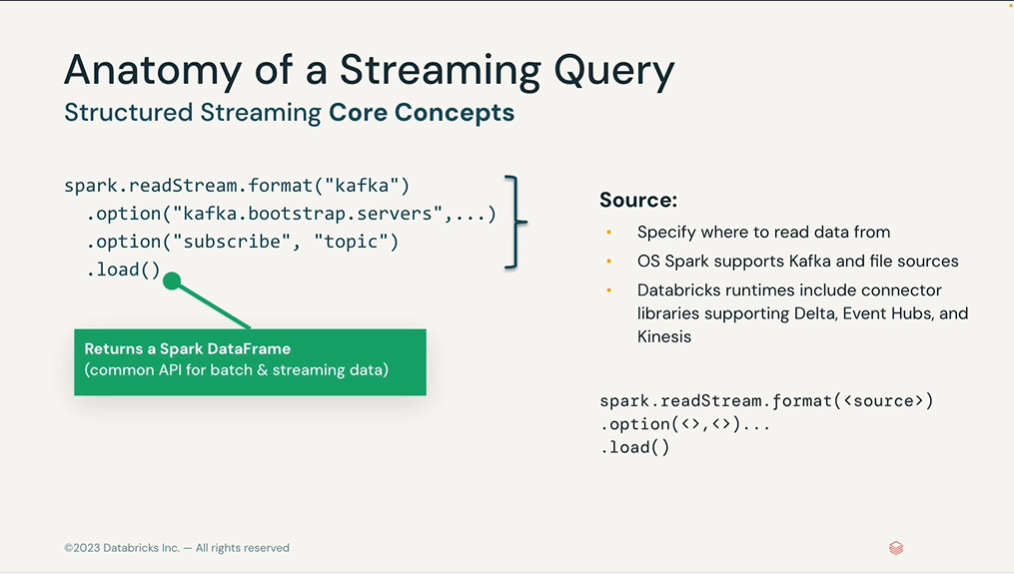 Anatomy of a Streaming Query
Structured Streaming Core Concepts
spark.readStream.format("kafka")
.option("kafka.bootstrap.servers",...)
.option("subscribe", "topic")
.load()
Returns a Spark DataFrame
(common API for batch & streaming data)
Source:
• Specify where to read data from
• OS Spark supports Kafka and file sources
• Databricks runtimes include connector
libraries supporting Delta, Event Hubs, and
Kinesis
spark.readStream.format(<source>)
.option(<>,<>)...
.load()
©2023 Databricks Inc. — All rights reserved